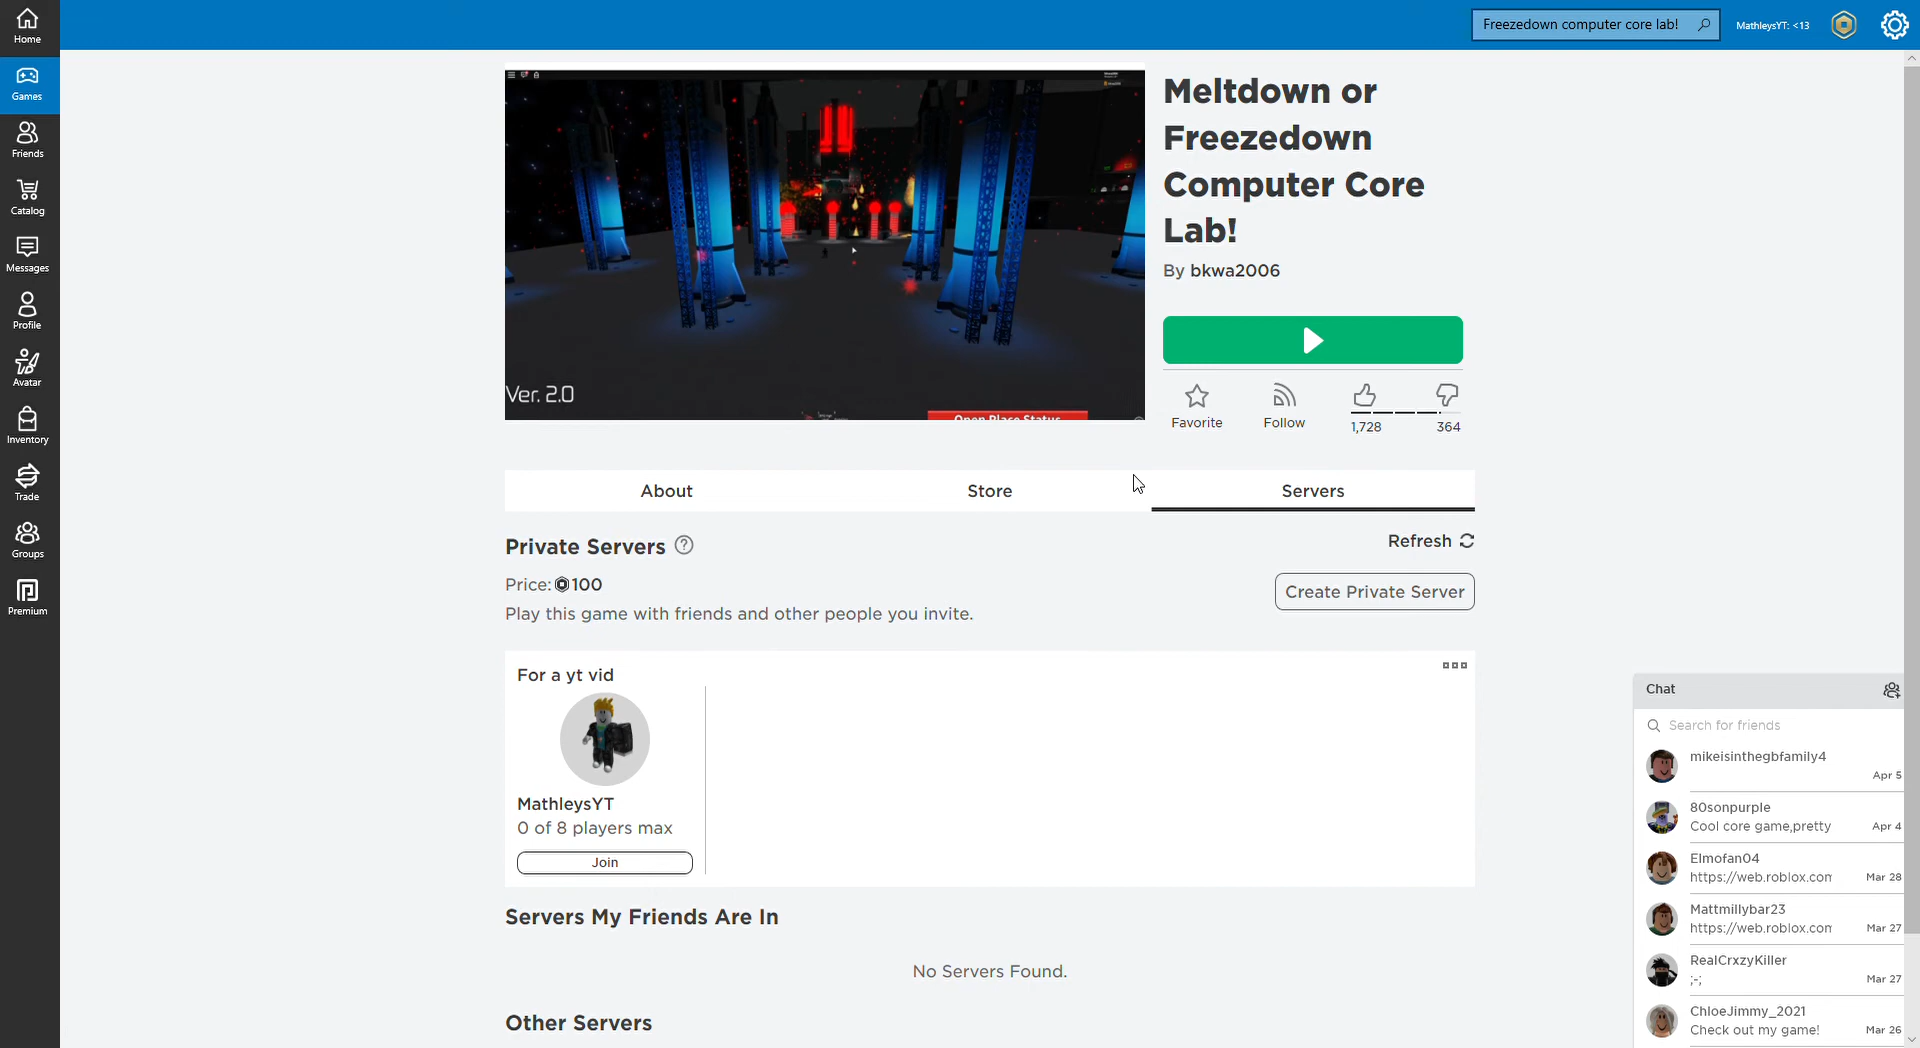 Home
Games
Friends
Catalog
Messages
Profile
Avatar
Inventory
Trade
Groups
Premium
Freezedown computer core lab!
MathleysYT: <13
Ver. 2.0
Open Place Status
Meltdown or
Freezedown
Computer Core
Lab!
By bkwa2006
Favorite
Follow
1,728
364
About
Store
Servers
Private Servers
Refresh
Price: 100
Create Private Server
Play this game with friends and other people you invite.
For a yt vid
MathleysYT
0 of 8 players max
Join
Servers My Friends Are In
No Servers Found.
Other Servers
Chat
Search for friends
mikeisinthegbfamily4
Apr 5
80sonpurple
Cool core game,pretty
Apr 4
Elmofan04
https://web.roblox.com
Mar 28
Mattmillybar23
https://web.roblox.com
Mar 27
RealCrxzyKiller
;-;
Mar 27
ChloeJimmy_2021
Check out my game!
Mar 26